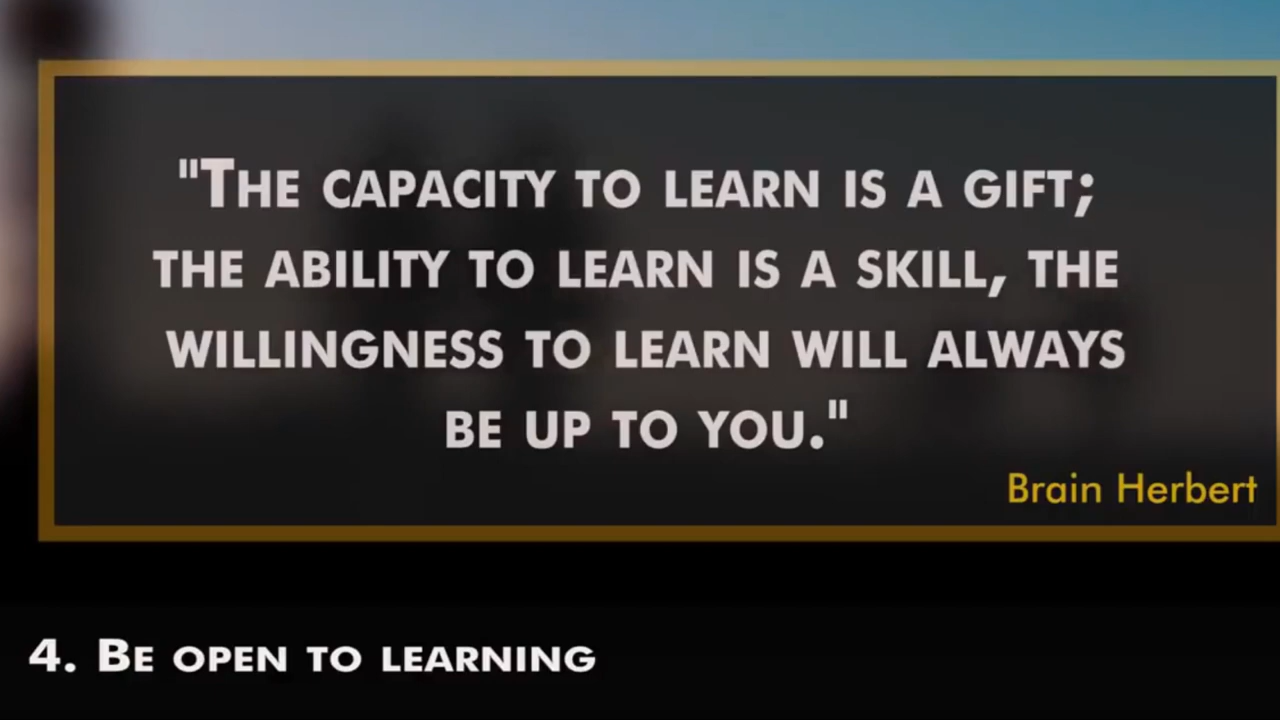 "The capacity to learn is a gift;
the ability to learn is a skill, the
willingness to learn will always
be up to you."
Brain Herbert
4. Be open to learning